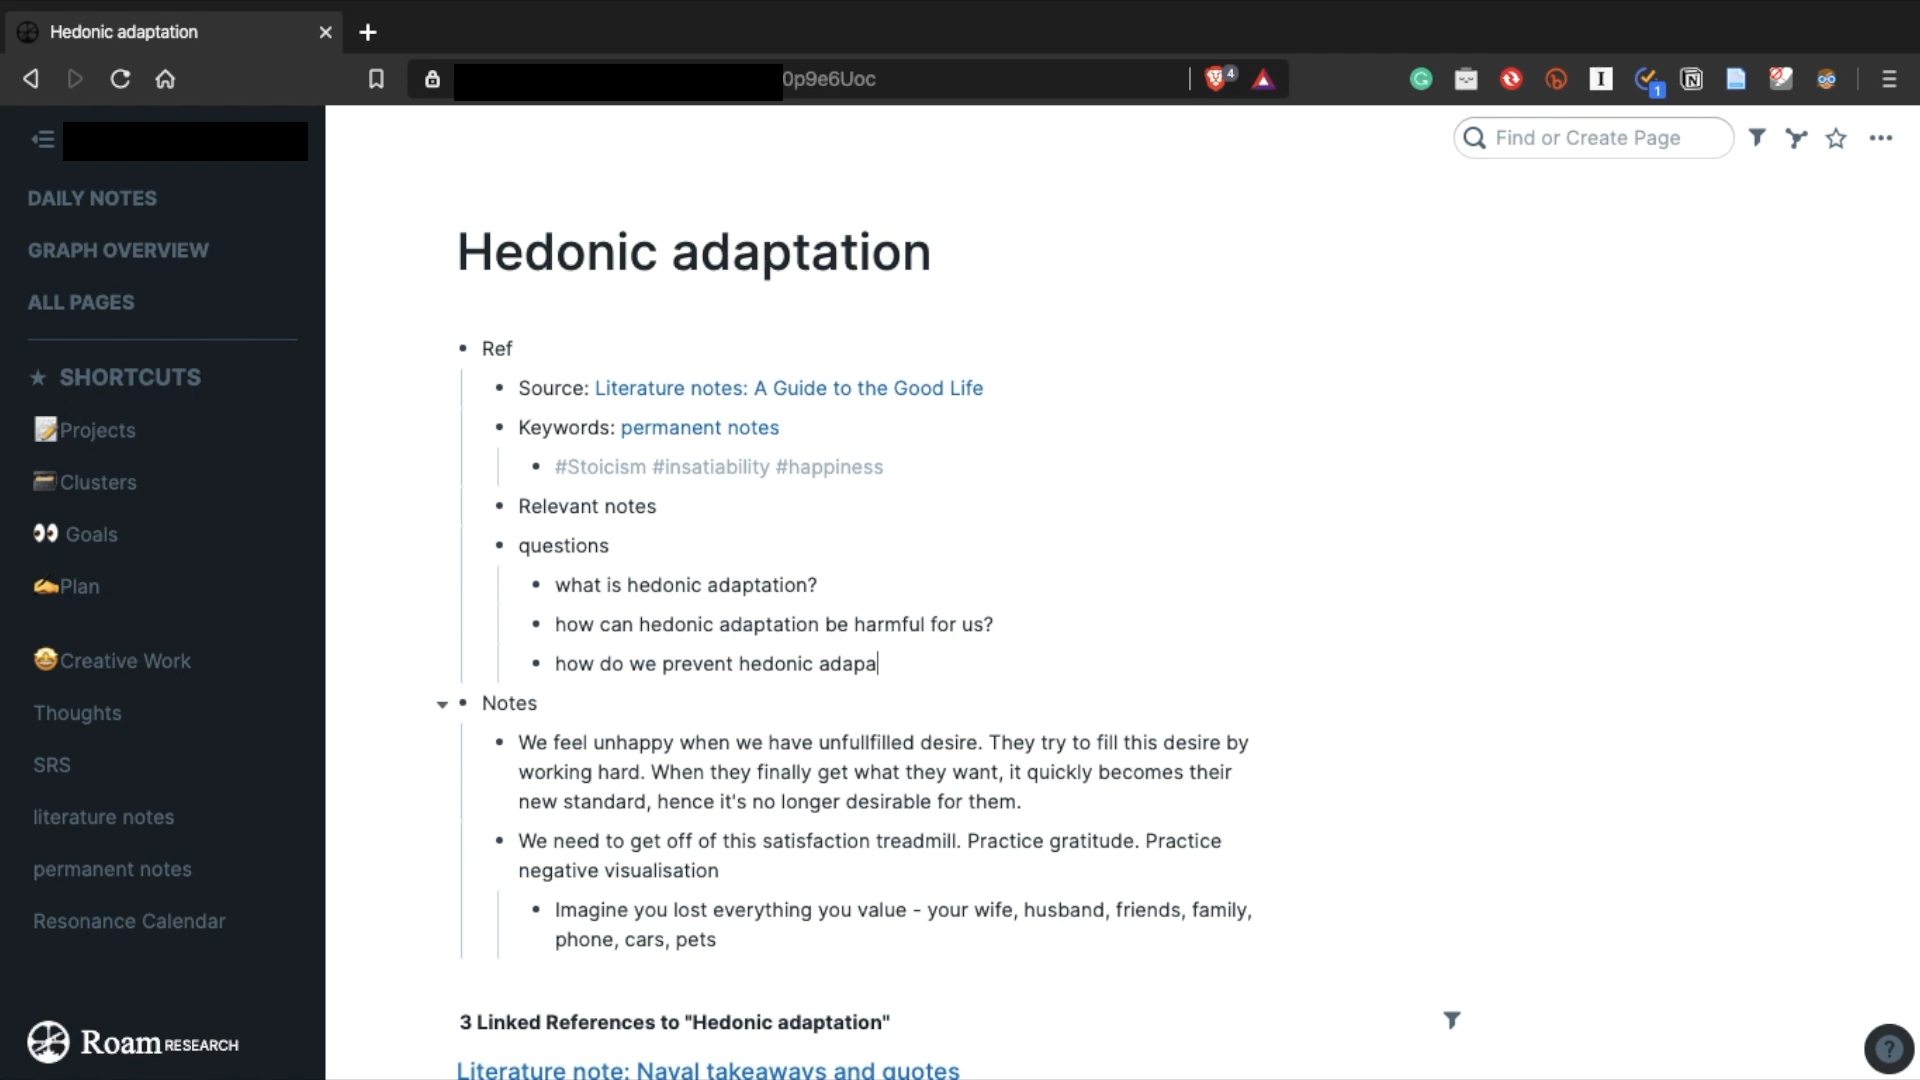 Hedonic adaptation
0p9e6Uoc
4
1
Find or Create Page
DAILY NOTES
GRAPH OVERVIEW
ALL PAGES
SHORTCUTS
Projects
Clusters
Goals
Plan
Creative Work
Thoughts
SRS
literature notes
permanent notes
Resonance Calendar
Roam RESEARCH
Hedonic adaptation
Ref
Source: Literature notes: A Guide to the Good Life
Keywords: permanent notes
#Stoicism #insatiability #happiness
Relevant notes
questions
what is hedonic adaptation?
how can hedonic adaptation be harmful for us?
how do we prevent hedonic adapa
Notes
We feel unhappy when we have unfullfilled desire. They try to fill this desire by
working hard. When they finally get what they want, it quickly becomes their
new standard, hence it's no longer desirable for them.
We need to get off of this satisfaction treadmill. Practice gratitude. Practice
negative visualisation
Imagine you lost everything you value - your wife, husband, friends, family,
phone, cars, pets
3 Linked References to "Hedonic adaptation"
Literature note: Naval takeaways and quotes
?